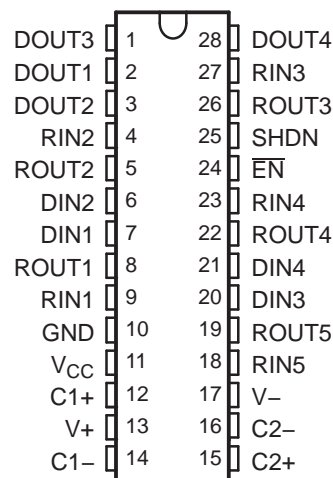 DOUT3 1 28 DOUT4
DOUT1 2 27 RIN3
DOUT2 3 26 ROUT3
RIN2 4 25 SHDN
ROUT2 5 24 E̅N̅
DIN2 6 23 RIN4
DIN1 7 22 ROUT4
ROUT1 8 21 DIN4
RIN1 9 20 DIN3
GND 10 19 ROUT5
VCC 11 18 RIN5
C1+ 12 17 V−
V+ 13 16 C2−
C1− 14 15 C2+